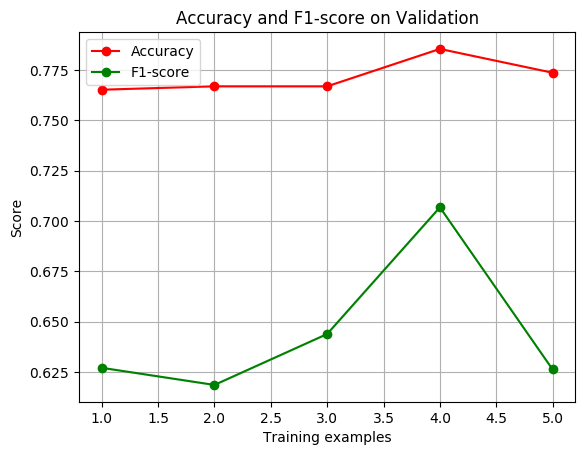 Accuracy and F1-score on Validation
Accuracy
F1-score
0.775
0.750
0.725
0.700
0.675
0.650
0.625
Score
1.0 1.5 2.0 2.5 3.0 3.5 4.0 4.5 5.0
Training examples